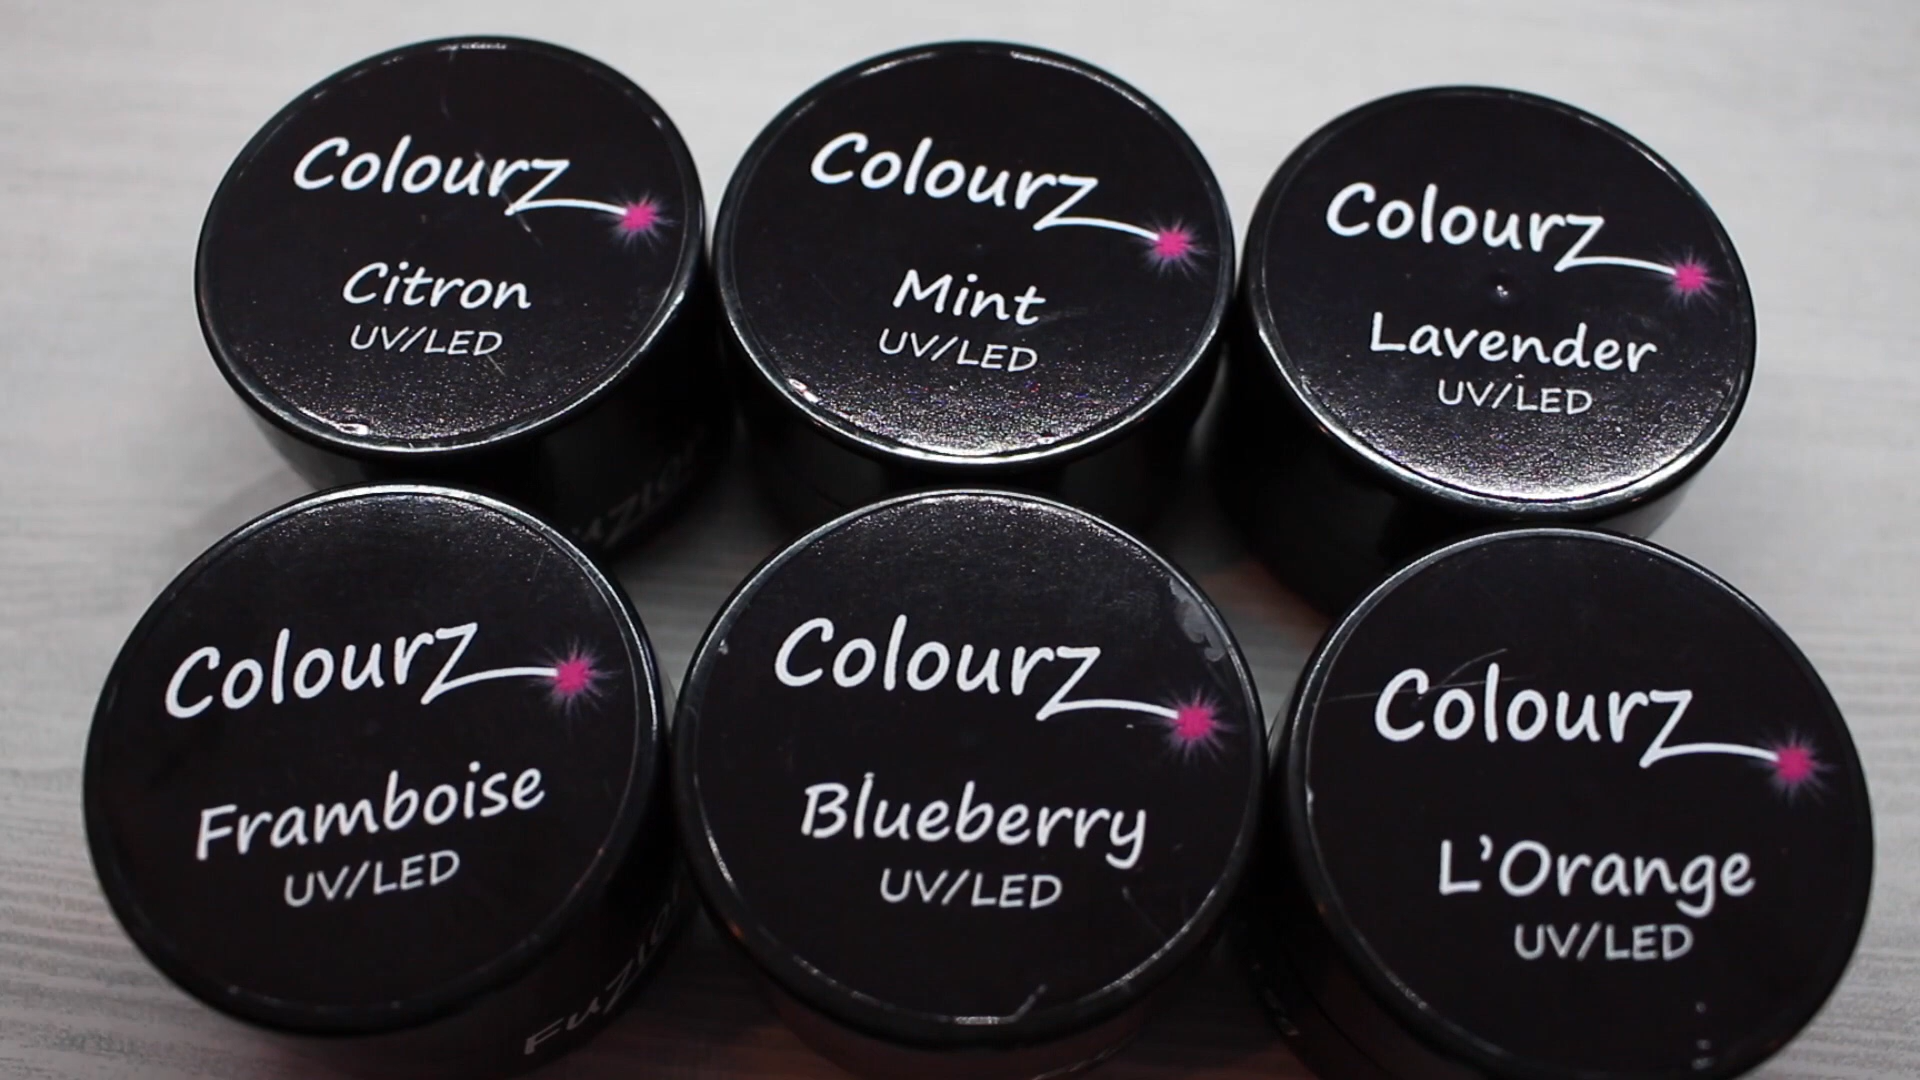 Colourz
Citron
UV/LED
Colourz
Mint
UV/LED
Colourz
Lavender
UV/LED
Colourz
Framboise
UV/LED
Colourz
Blueberry
UV/LED
Colourz
L'Orange
UV/LED